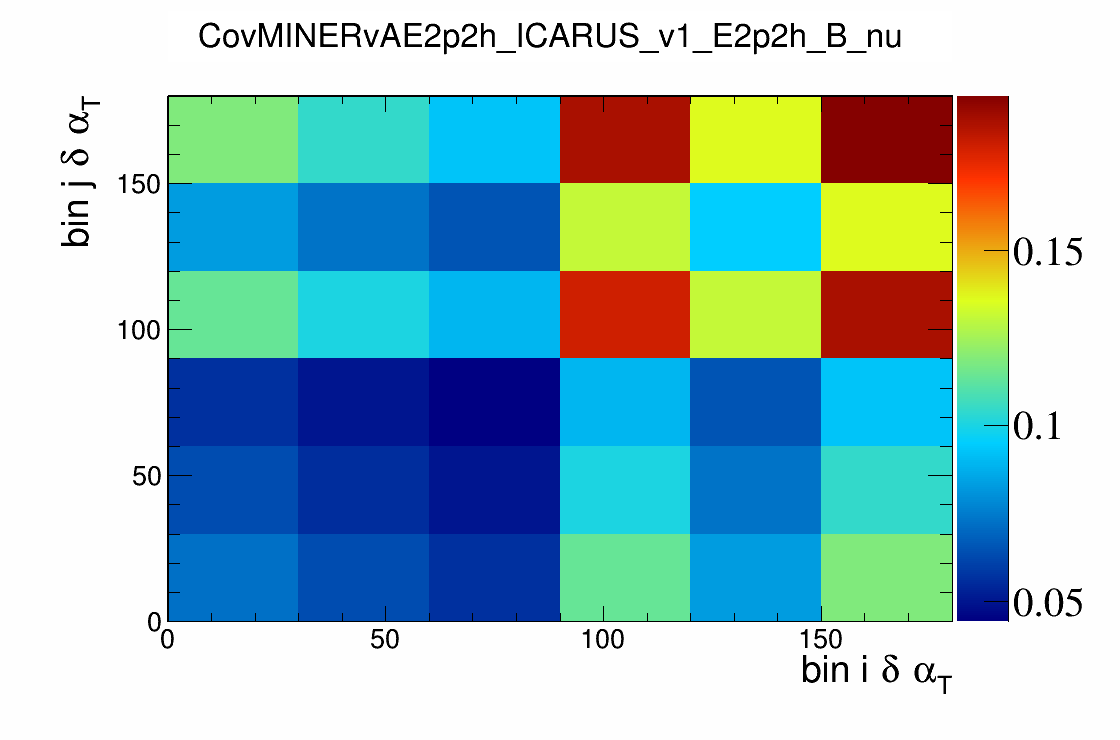 CovMINERvAE2p2h_ICARUS_v1_E2p2h_B_nu
bin j δ α_T
150
100
50
0
0 50 100 150
bin i δ α_T
0.15
0.1
0.05